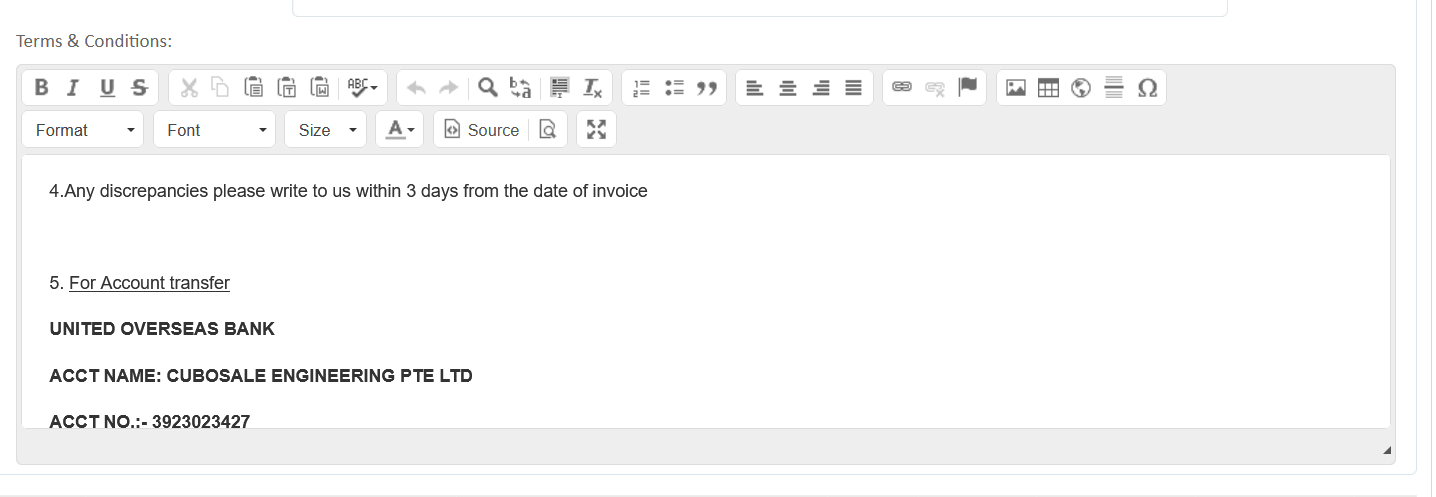 Terms & Conditions:
B I U S ABC
Format Font Size A Source
4.Any discrepancies please write to us within 3 days from the date of invoice
5. For Account transfer
UNITED OVERSEAS BANK
ACCT NAME: CUBOSALE ENGINEERING PTE LTD
ACCT NO.:- 3923023427